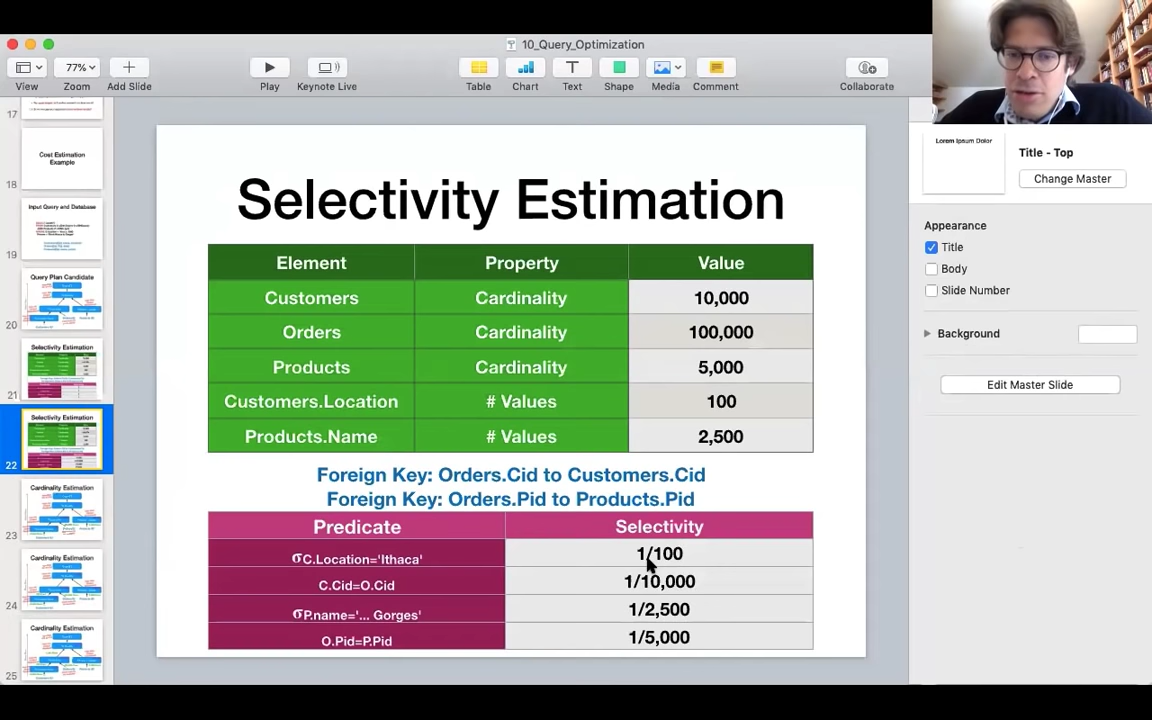 10_Query_Optimization
77%
View
Zoom
Add Slide
Play
Keynote Live
Table
Chart
Text
Shape
Media
Comment
Collaborate
17
Cost Estimation
Example
18
Input Query and Database
19
Query Plan Candidate
20
Selectivity Estimation
21
Selectivity Estimation
22
Cardinality Estimation
23
Cardinality Estimation
24
Cardinality Estimation
25
Selectivity Estimation
Element Property Value
Customers Cardinality 10,000
Orders Cardinality 100,000
Products Cardinality 5,000
Customers.Location # Values 100
Products.Name # Values 2,500
Foreign Key: Orders.Cid to Customers.Cid
Foreign Key: Orders.Pid to Products.Pid
Predicate Selectivity
σC.Location='Ithaca' 1/100
C.Cid=O.Cid 1/10,000
σP.name='... Gorges' 1/2,500
O.Pid=P.Pid 1/5,000
Lorem Ipsum Dolor
Title - Top
Change Master
Appearance
Title
Body
Slide Number
Background
Edit Master Slide